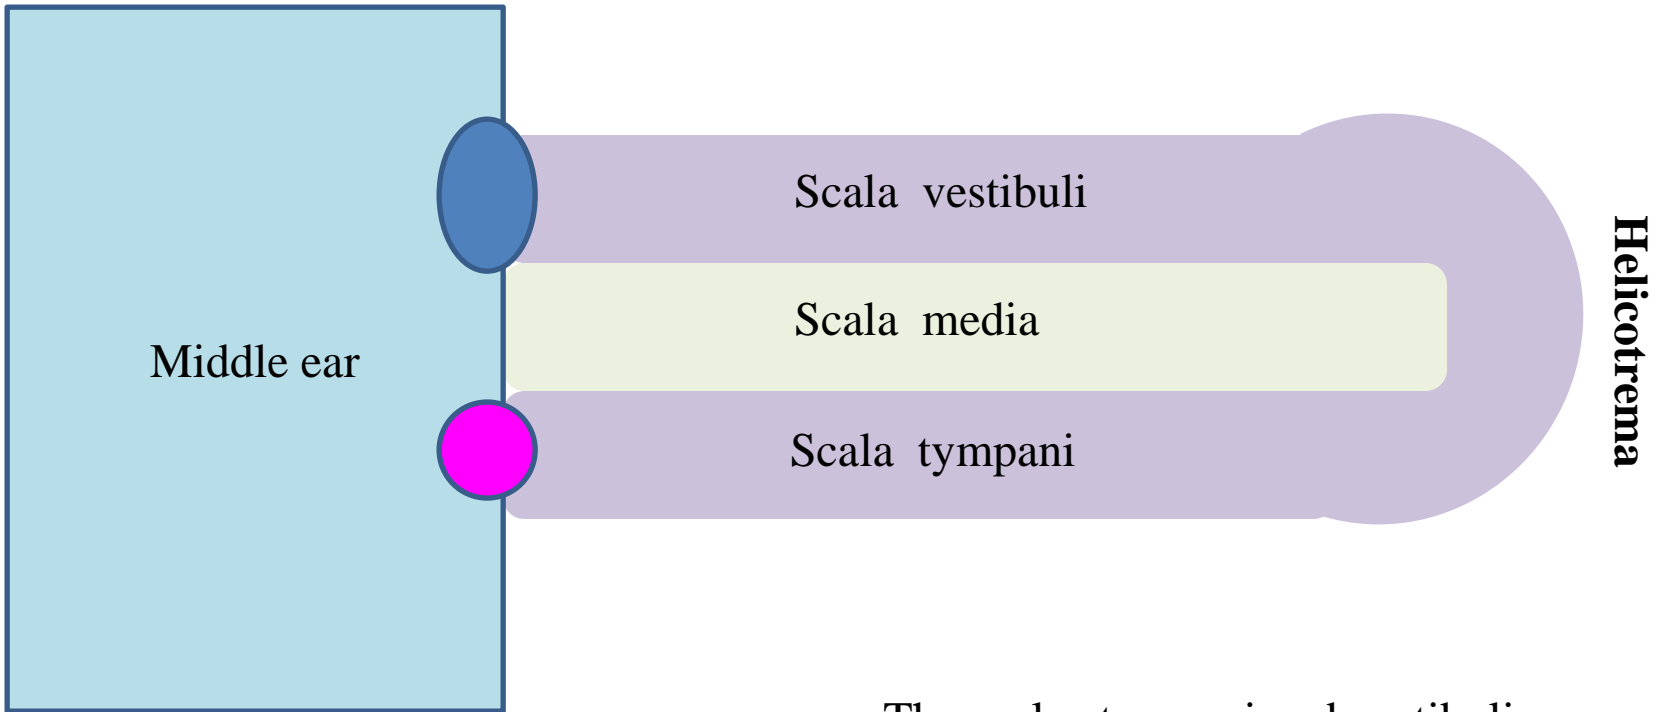 Scala vestibuli
Scala media
Middle ear
Scala tympani
Helicotrema